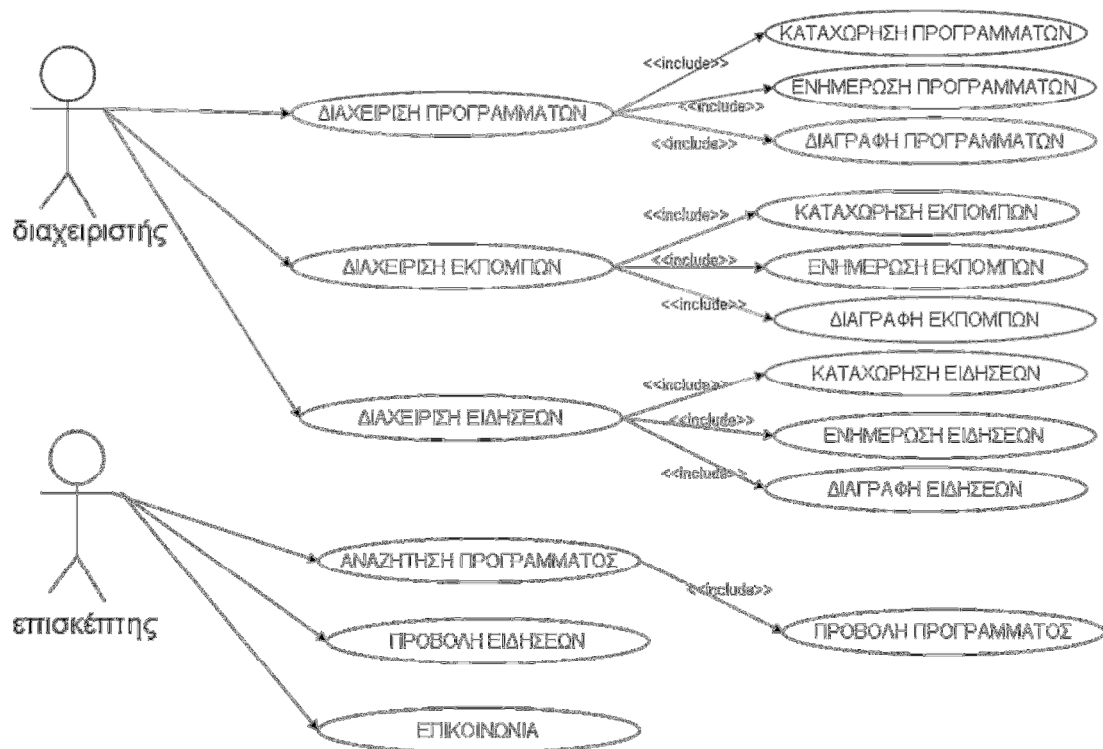 ΚΑΤΑΧΩΡΗΣΗ ΠΡΟΓΡΑΜΜΑΤΩΝ
<<include>>
ΕΝΗΜΕΡΩΣΗ ΠΡΟΓΡΑΜΜΑΤΩΝ
<<include>>
ΔΙΑΧΕΙΡΙΣΗ ΠΡΟΓΡΑΜΜΑΤΩΝ
ΔΙΑΓΡΑΦΗ ΠΡΟΓΡΑΜΜΑΤΩΝ
<<include>>
διαχειριστής
ΚΑΤΑΧΩΡΗΣΗ ΕΚΠΟΜΠΩΝ
<<include>>
ΔΙΑΧΕΙΡΙΣΗ ΕΚΠΟΜΠΩΝ
<<include>>
ΕΝΗΜΕΡΩΣΗ ΕΚΠΟΜΠΩΝ
<<include>>
ΔΙΑΓΡΑΦΗ ΕΚΠΟΜΠΩΝ
ΚΑΤΑΧΩΡΗΣΗ ΕΙΔΗΣΕΩΝ
<<include>>
ΔΙΑΧΕΙΡΙΣΗ ΕΙΔΗΣΕΩΝ
<<include>>
ΕΝΗΜΕΡΩΣΗ ΕΙΔΗΣΕΩΝ
<<include>>
ΔΙΑΓΡΑΦΗ ΕΙΔΗΣΕΩΝ
ΑΝΑΖΗΤΗΣΗ ΠΡΟΓΡΑΜΜΑΤΟΣ
<<include>>
επισκέπτης
ΠΡΟΒΟΛΗ ΕΙΔΗΣΕΩΝ
ΠΡΟΒΟΛΗ ΠΡΟΓΡΑΜΜΑΤΟΣ
ΕΠΙΚΟΙΝΩΝΙΑ